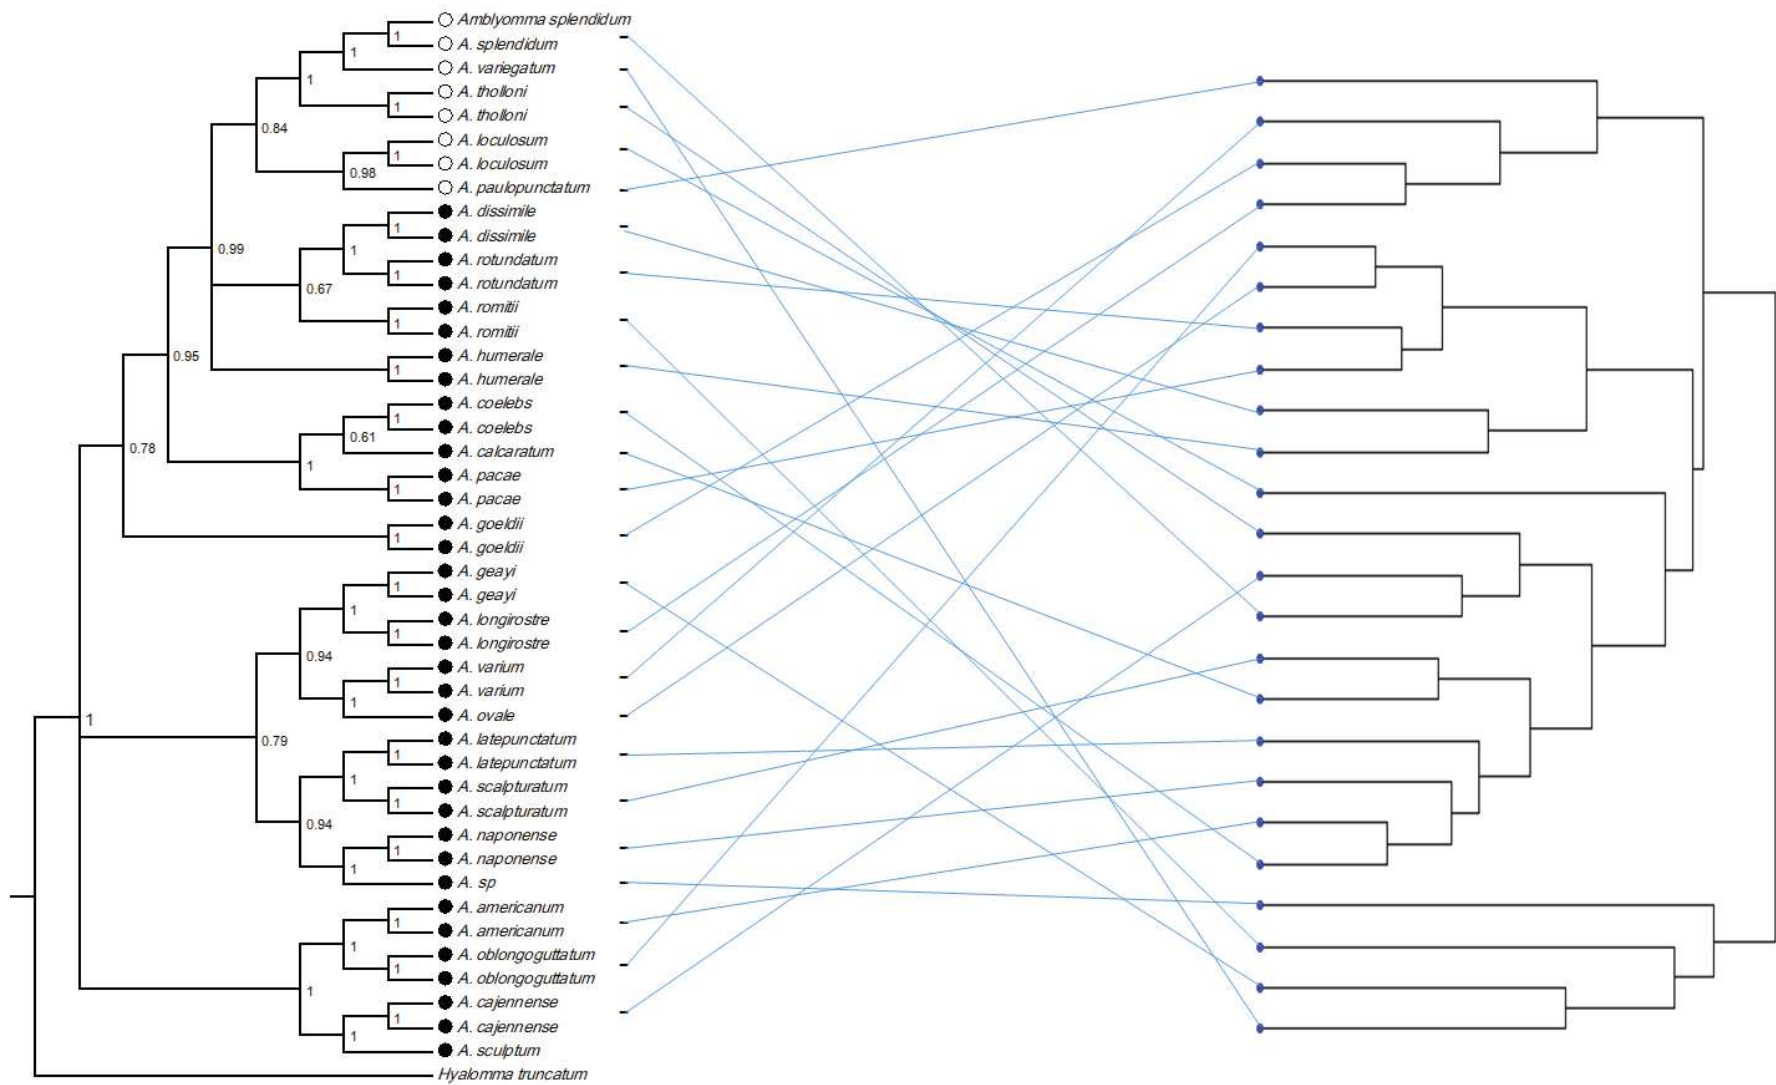 Amblyomma splendidum
1
A. splendidum
1
A. variegatum
1
A. tholloni
1
A. tholloni
0.84
A. loculosum
1
A. loculosum
0.98
A. paulopunctatum
A. dissimile
1
A. dissimile
0.99
1
A. rotundatum
1
A. rotundatum
0.67
A. romitii
1
A. romitii
0.95
A. humerale
1
A. humerale
A. coelebs
1
A. coelebs
0.61
0.78
A. calcaratum
1
A. pacae
1
A. pacae
A. goeldii
1
A. goeldii
A. geayi
1
A. geayi
1
A. longirostre
1
A. longirostre
0.94
A. varium
1
A. varium
1
A. ovale
1
0.79
A. latepunctatum
1
A. latepunctatum
1
A. scalpturatum
1
A. scalpturatum
0.94
A. naponense
1
A. naponense
1
A. sp
A. americanum
1
A. americanum
1
A. oblongoguttatum
1
A. oblongoguttatum
1
A. cajennense
1
A. cajennense
1
A. sculptum
Hyalomma truncatum